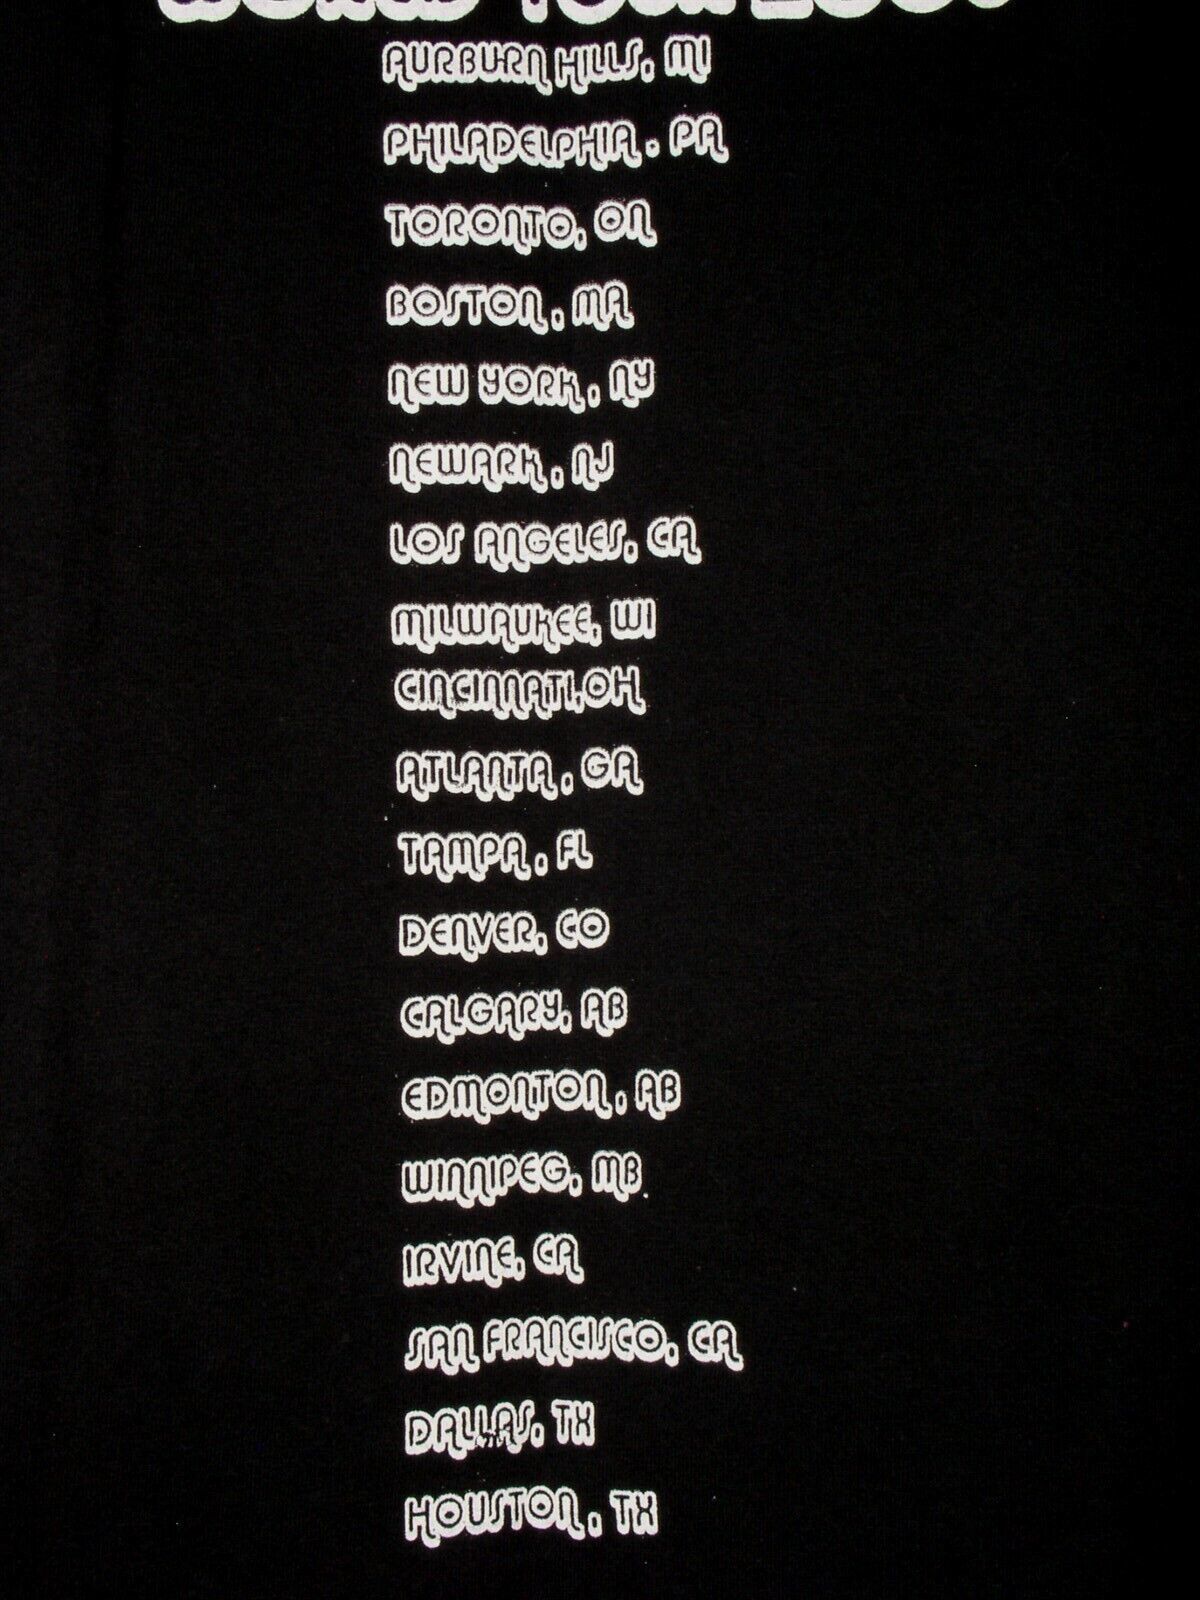 WORLD TOUR
AURBURN HILLS, MI
PHILADELPHIA, PA
TORONTO, ON
BOSTON, MA
NEW YORK, NY
NEWARK, NJ
LOS ANGELES, CA
MILWAUKEE, WI
CINCINNATI, OH
ATLANTA, GA
TAMPA, FL
DENVER, CO
CALGARY, AB
EDMONTON, AB
WINNIPEG, MB
IRVINE, CA
SAN FRANCISCO, CA
DALLAS, TX
HOUSTON, TX